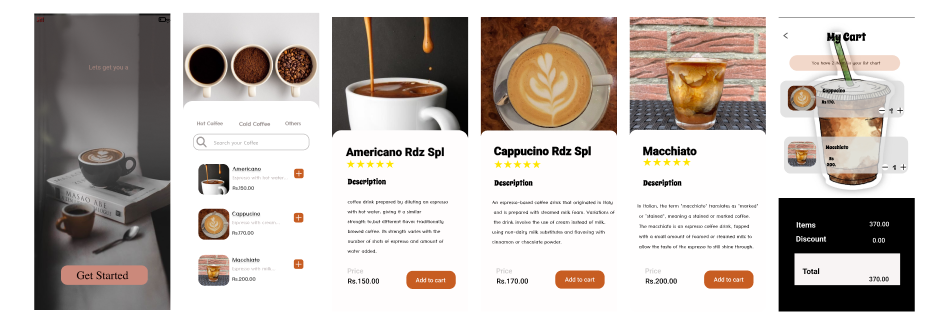 Lets get you a
MASAO ABE
Get Started
Hot Coffee Cold Coffee Others
Search your Coffee
Americano
Espresso with hot water...
Rs.150.00
Cappucino
Rs.170.00
Macchiato
Espresso with milk...
Rs.200.00
Americano Rdz Spl
Description
coffee drink prepared by diluting an espresso
with hot water, giving it a similar
strength to,but different flavor traditionally
brewed coffee. Its strength varies with the
number of shots of espresso and amount of
water added.
Price
Rs.150.00
Add to cart
Cappucino Rdz Spl
Description
An espresso-based coffee drink that originated in Italy
and is prepared with steamed milk foam. Variations of
the drink involve the use of cream instead of milk,
using non-dairy milk substitutes and flavoring with
cinnamon or chocolate powder.
Price
Rs.170.00
Add to cart
Macchiato
Description
In Italian, the term "macchiato" translates as "marked"
or "stained", meaning a stained or marked coffee.
The macchiato is an espresso coffee drink, topped
with a small amount of foamed or steamed milk to
allow the taste of the espresso to still shine through.
Price
Rs.200.00
Add to cart
< My Cart
You have 2 items in your list chart
Cappucino
Rs 170.
- 1 +
Macchiato
Rs
200.
- 1 +
Items 370.00
Discount 0.00
Total
370.00